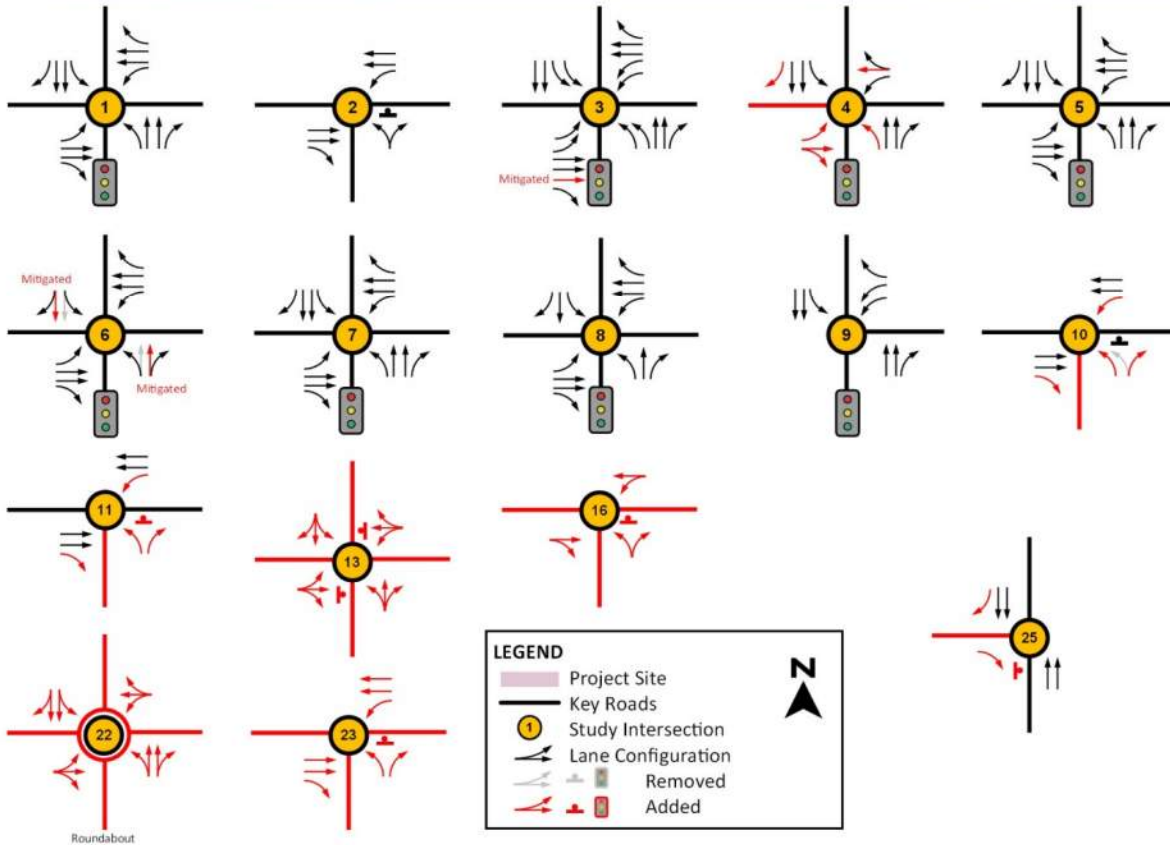 1
2
3
4
5
Mitigated
Mitigated
6
7
8
9
10
Mitigated
11
13
16
25
22
23
Roundabout
LEGEND
N
Project Site
Key Roads
1
Study Intersection
Lane Configuration
Removed
Added